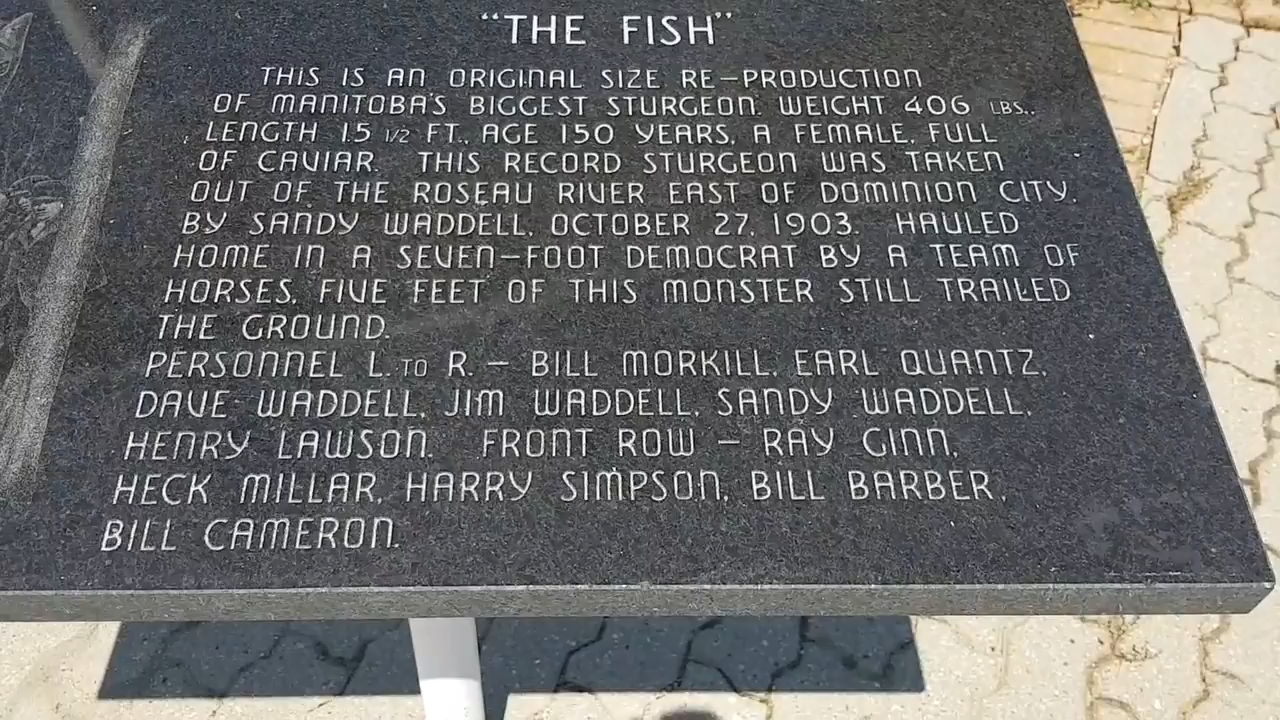 "THE FISH"
THIS IS AN ORIGINAL SIZE RE-PRODUCTION
OF MANITOBA'S BIGGEST STURGEON. WEIGHT 406 LBS.,
LENGTH 15 1/2 FT., AGE 150 YEARS, A FEMALE, FULL
OF CAVIAR. THIS RECORD STURGEON WAS TAKEN
OUT OF THE ROSEAU RIVER EAST OF DOMINION CITY,
BY SANDY WADDELL, OCTOBER 27, 1903. HAULED
HOME IN A SEVEN-FOOT DEMOCRAT BY A TEAM OF
HORSES, FIVE FEET OF THIS MONSTER STILL TRAILED
THE GROUND.
PERSONNEL L. TO R. - BILL MORKILL, EARL QUANTZ,
DAVE WADDELL, JIM WADDELL, SANDY WADDELL,
HENRY LAWSON. FRONT ROW - RAY GINN,
HECK MILLAR, HARRY SIMPSON, BILL BARBER,
BILL CAMERON.